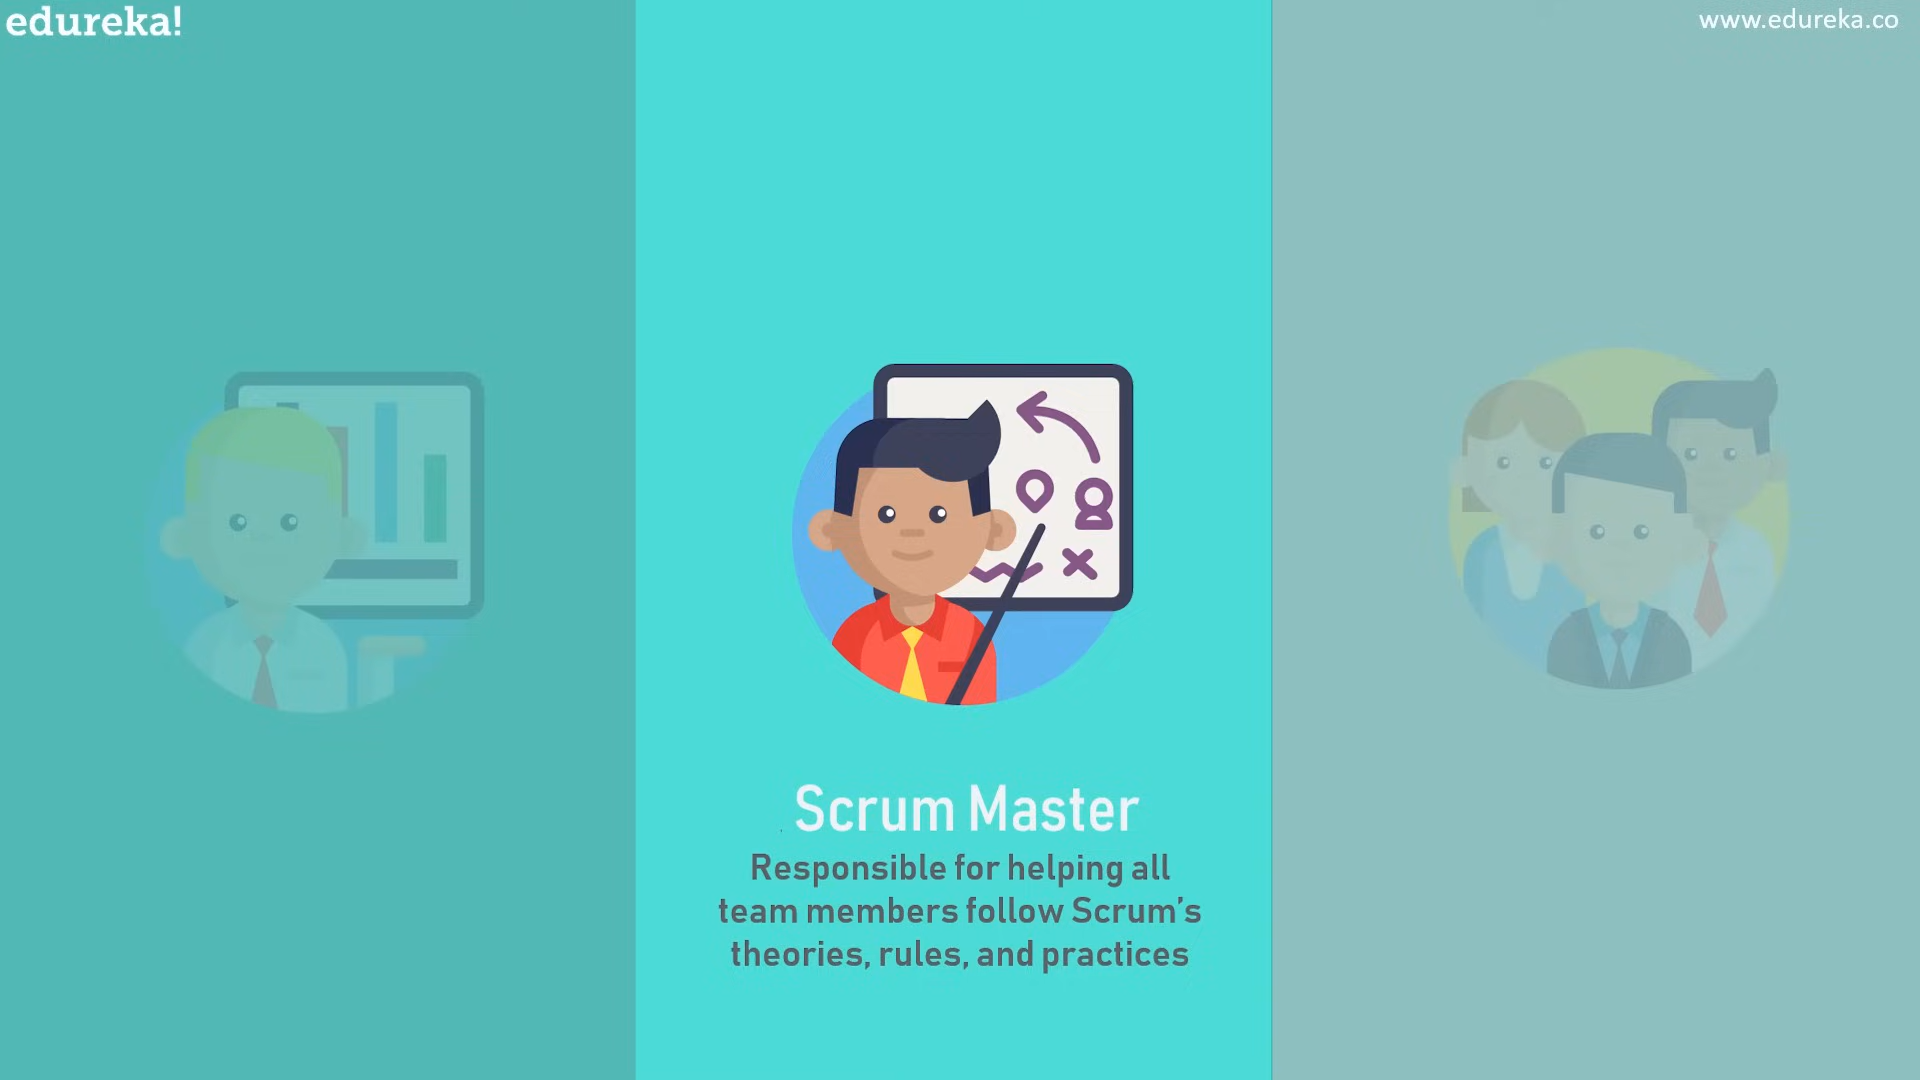 edureka!
www.edureka.co
Scrum Master
Responsible for helping all
team members follow Scrum’s
theories, rules, and practices